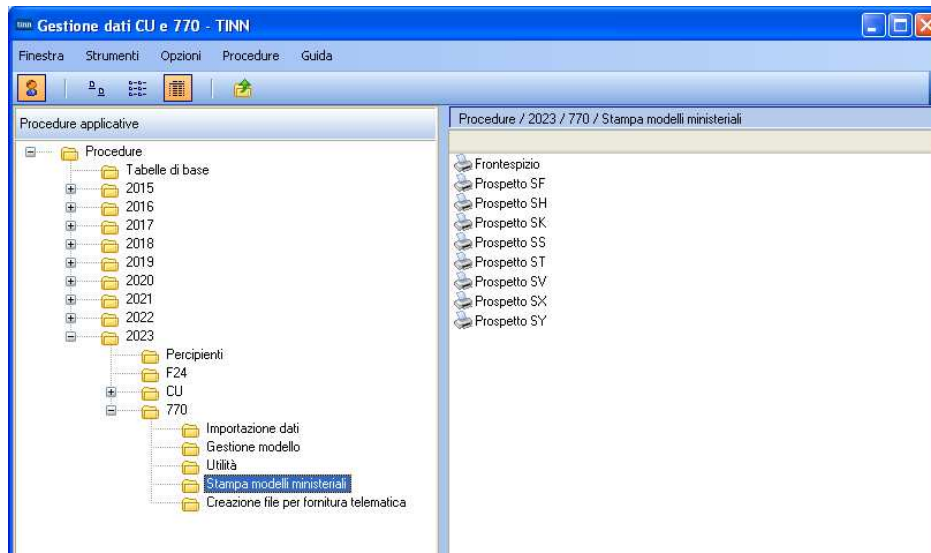 TINN Gestione dati CU e 770 - TINN
Finestra Strumenti Opzioni Procedure Guida
Procedure applicative
Procedure
Tabelle di base
2015
2016
2017
2018
2019
2020
2021
2022
2023
Percipienti
F24
CU
770
Importazione dati
Gestione modello
Utilità
Stampa modelli ministeriali
Creazione file per fornitura telematica
Procedure / 2023 / 770 / Stampa modelli ministeriali
Frontespizio
Prospetto SF
Prospetto SH
Prospetto SK
Prospetto SS
Prospetto ST
Prospetto SV
Prospetto SX
Prospetto SY